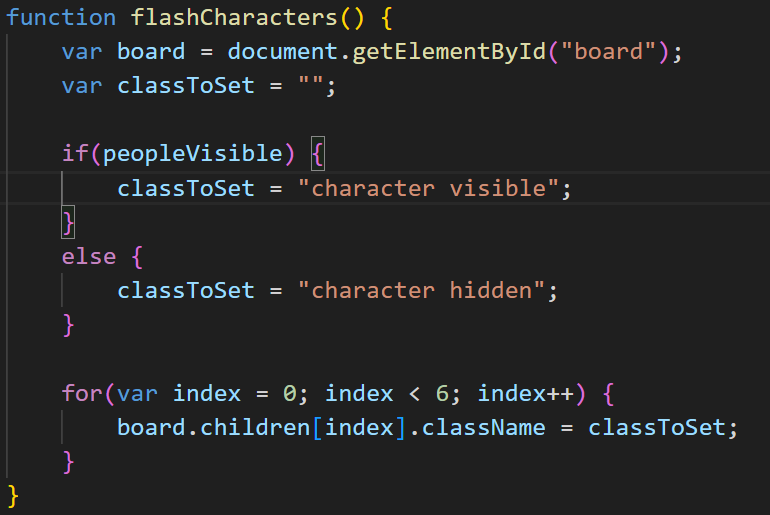 function flashCharacters() {
    var board = document.getElementById("board");
    var classToSet = "";

    if(peopleVisible) {
        classToSet = "character visible";
    }
    else {
        classToSet = "character hidden";
    }

    for(var index = 0; index < 6; index++) {
        board.children[index].className = classToSet;
    }
}